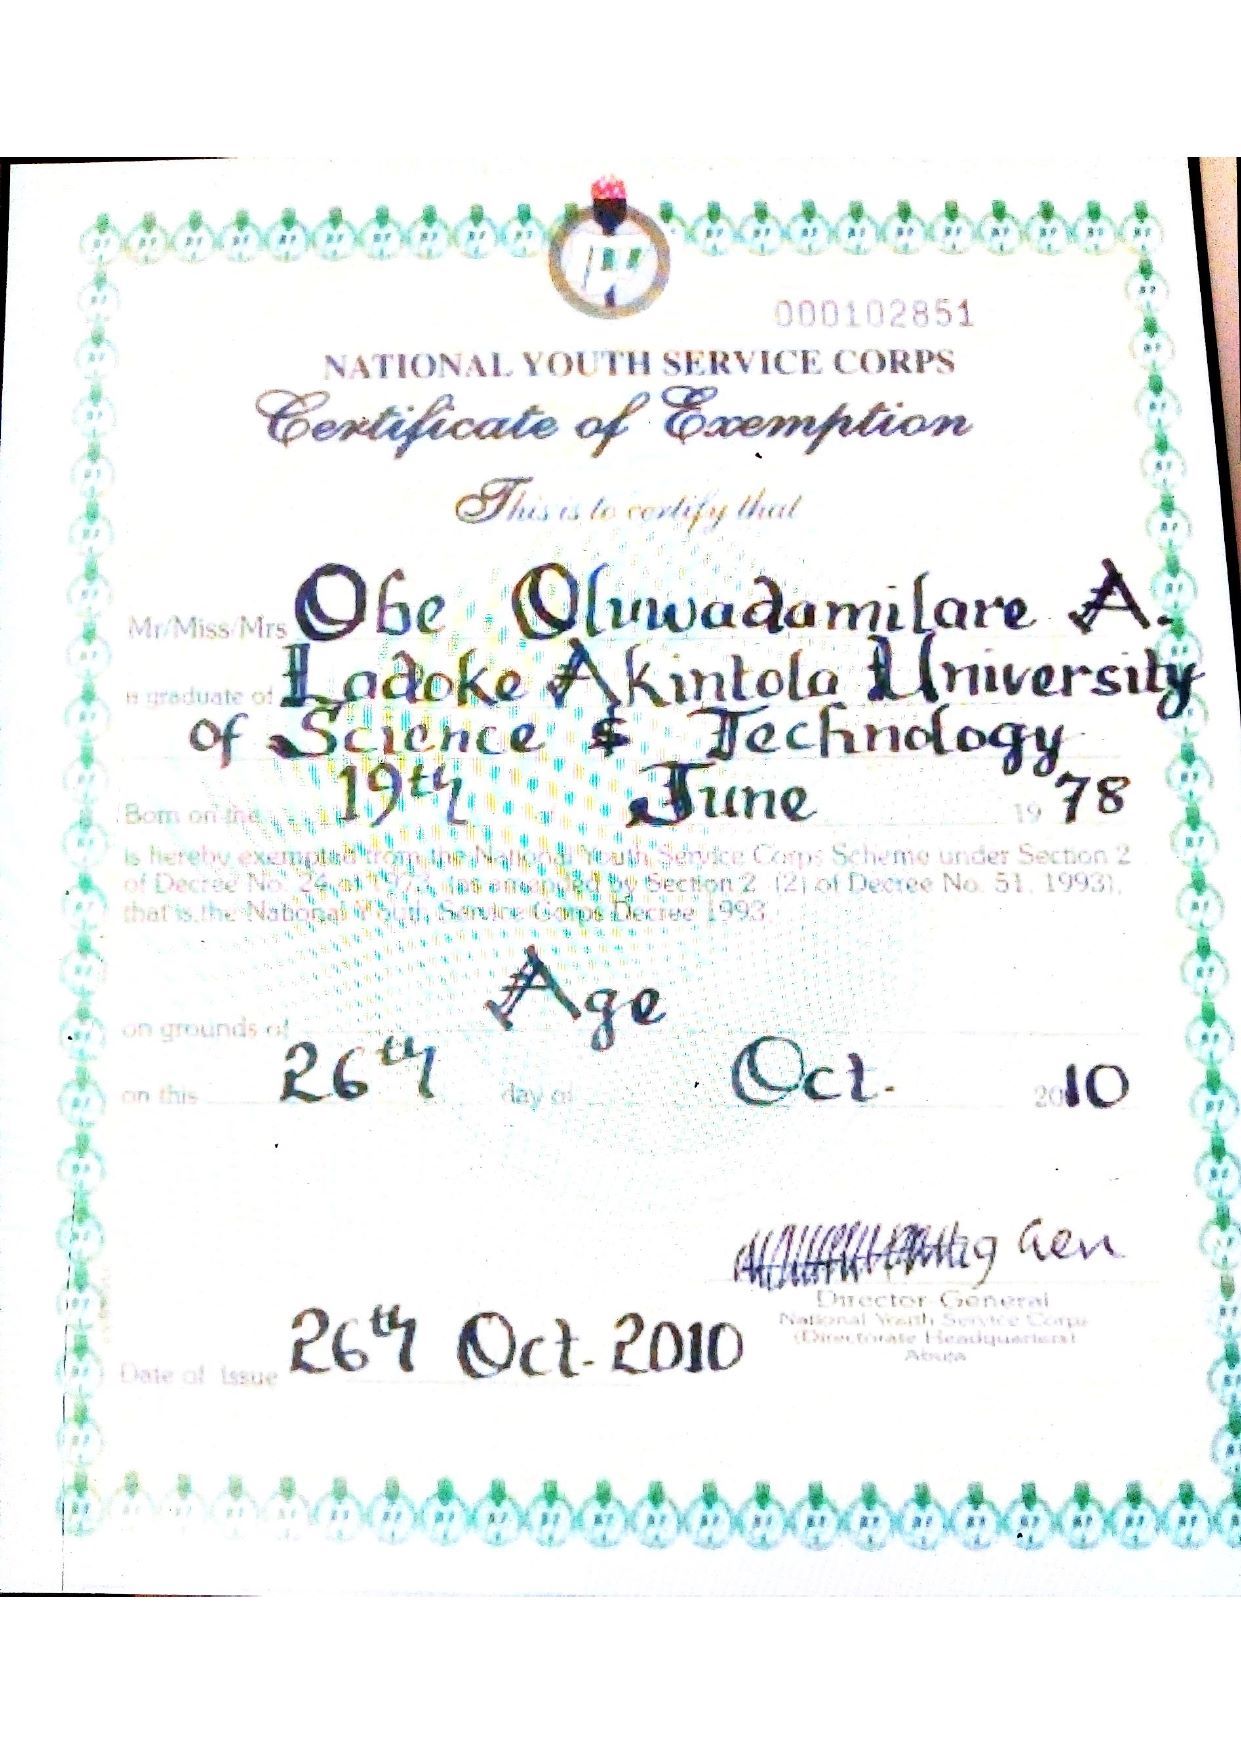 000102851
NATIONAL YOUTH SERVICE CORPS
Certificate of Exemption
This is to certify that
Mr/Miss/Mrs Obe Oluwadamilare A.
a graduate of Ladoke Akintola University
of Science & Technology
Born on the 19th June 19 78
is hereby exempted from the National Youth Service Corps Scheme under Section 2
of Decree No. 24 of 1973, (as amended by Section 2 (2) of Decree No. 51, 1993),
that is the National Youth Service Corps Decree 1993.
on grounds of Age
on this 26th day of Oct. 2010
Gen
Director General
National Youth Service Corps
(Directorate Headquarters)
Abuja
Date of Issue 26th Oct. 2010